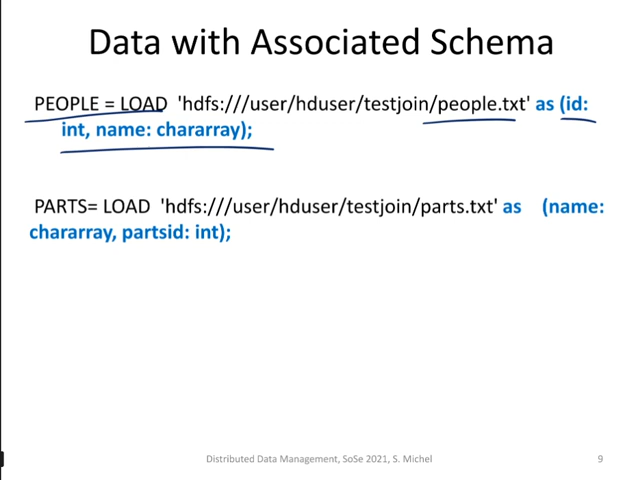 Data with Associated Schema
PEOPLE = LOAD 'hdfs:///user/hduser/testjoin/people.txt' as (id:
int, name: chararray);
PARTS= LOAD 'hdfs:///user/hduser/testjoin/parts.txt' as (name:
chararray, partsid: int);
Distributed Data Management, SoSe 2021, S. Michel
9